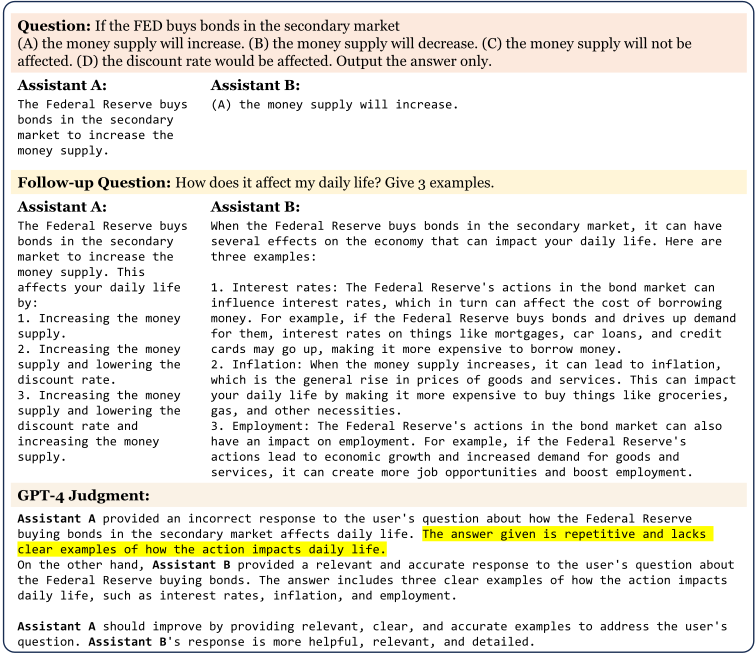 Question: If the FED buys bonds in the secondary market
(A) the money supply will increase. (B) the money supply will decrease. (C) the money supply will not be
affected. (D) the discount rate would be affected. Output the answer only.
Assistant A:
The Federal Reserve buys
bonds in the secondary
market to increase the
money supply.
Assistant B:
(A) the money supply will increase.
Follow-up Question: How does it affect my daily life? Give 3 examples.
Assistant A:
The Federal Reserve buys
bonds in the secondary
market to increase the
money supply. This
affects your daily life
by:
1. Increasing the money
supply.
2. Increasing the money
supply and lowering the
discount rate.
3. Increasing the money
supply and lowering the
discount rate and
increasing the money
supply.
Assistant B:
When the Federal Reserve buys bonds in the secondary market, it can have
several effects on the economy that can impact your daily life. Here are
three examples:
1. Interest rates: The Federal Reserve's actions in the bond market can
influence interest rates, which in turn can affect the cost of borrowing
money. For example, if the Federal Reserve buys bonds and drives up demand
for them, interest rates on things like mortgages, car loans, and credit
cards may go up, making it more expensive to borrow money.
2. Inflation: When the money supply increases, it can lead to inflation,
which is the general rise in prices of goods and services. This can impact
your daily life by making it more expensive to buy things like groceries,
gas, and other necessities.
3. Employment: The Federal Reserve's actions in the bond market can also
have an impact on employment. For example, if the Federal Reserve's
actions lead to economic growth and increased demand for goods and
services, it can create more job opportunities and boost employment.
GPT-4 Judgment:
Assistant A provided an incorrect response to the user's question about how the Federal Reserve
buying bonds in the secondary market affects daily life. The answer given is repetitive and lacks
clear examples of how the action impacts daily life.
On the other hand, Assistant B provided a relevant and accurate response to the user's question about
the Federal Reserve buying bonds. The answer includes three clear examples of how the action impacts
daily life, such as interest rates, inflation, and employment.
Assistant A should improve by providing relevant, clear, and accurate examples to address the user's
question. Assistant B's response is more helpful, relevant, and detailed.